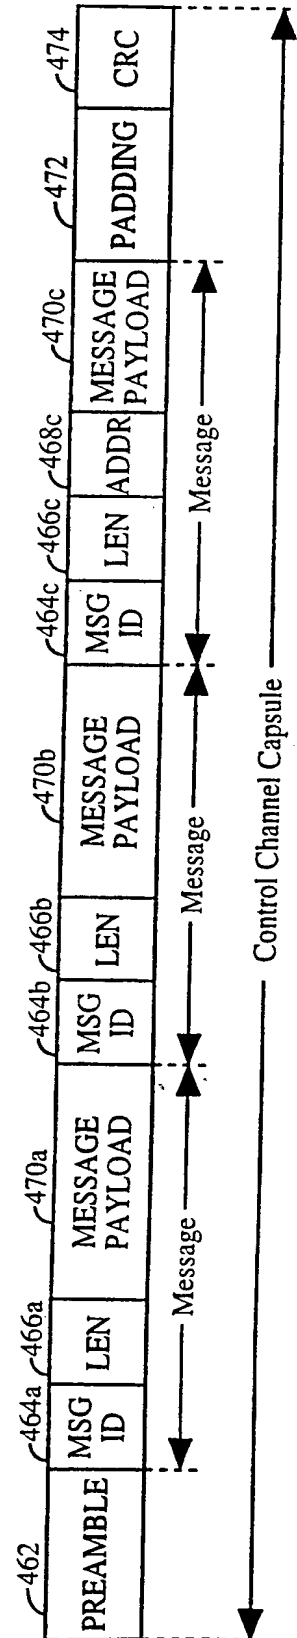 462
464a
466a
470a
464b
466b
470b
464c
466c
468c
470c
472
474
PREAMBLE
MSG
ID
LEN
MESSAGE
PAYLOAD
MSG
ID
LEN
MESSAGE
PAYLOAD
MSG
ID
LEN
ADDR
MESSAGE
PAYLOAD
PADDING
CRC
Message
Message
Message
Control Channel Capsule